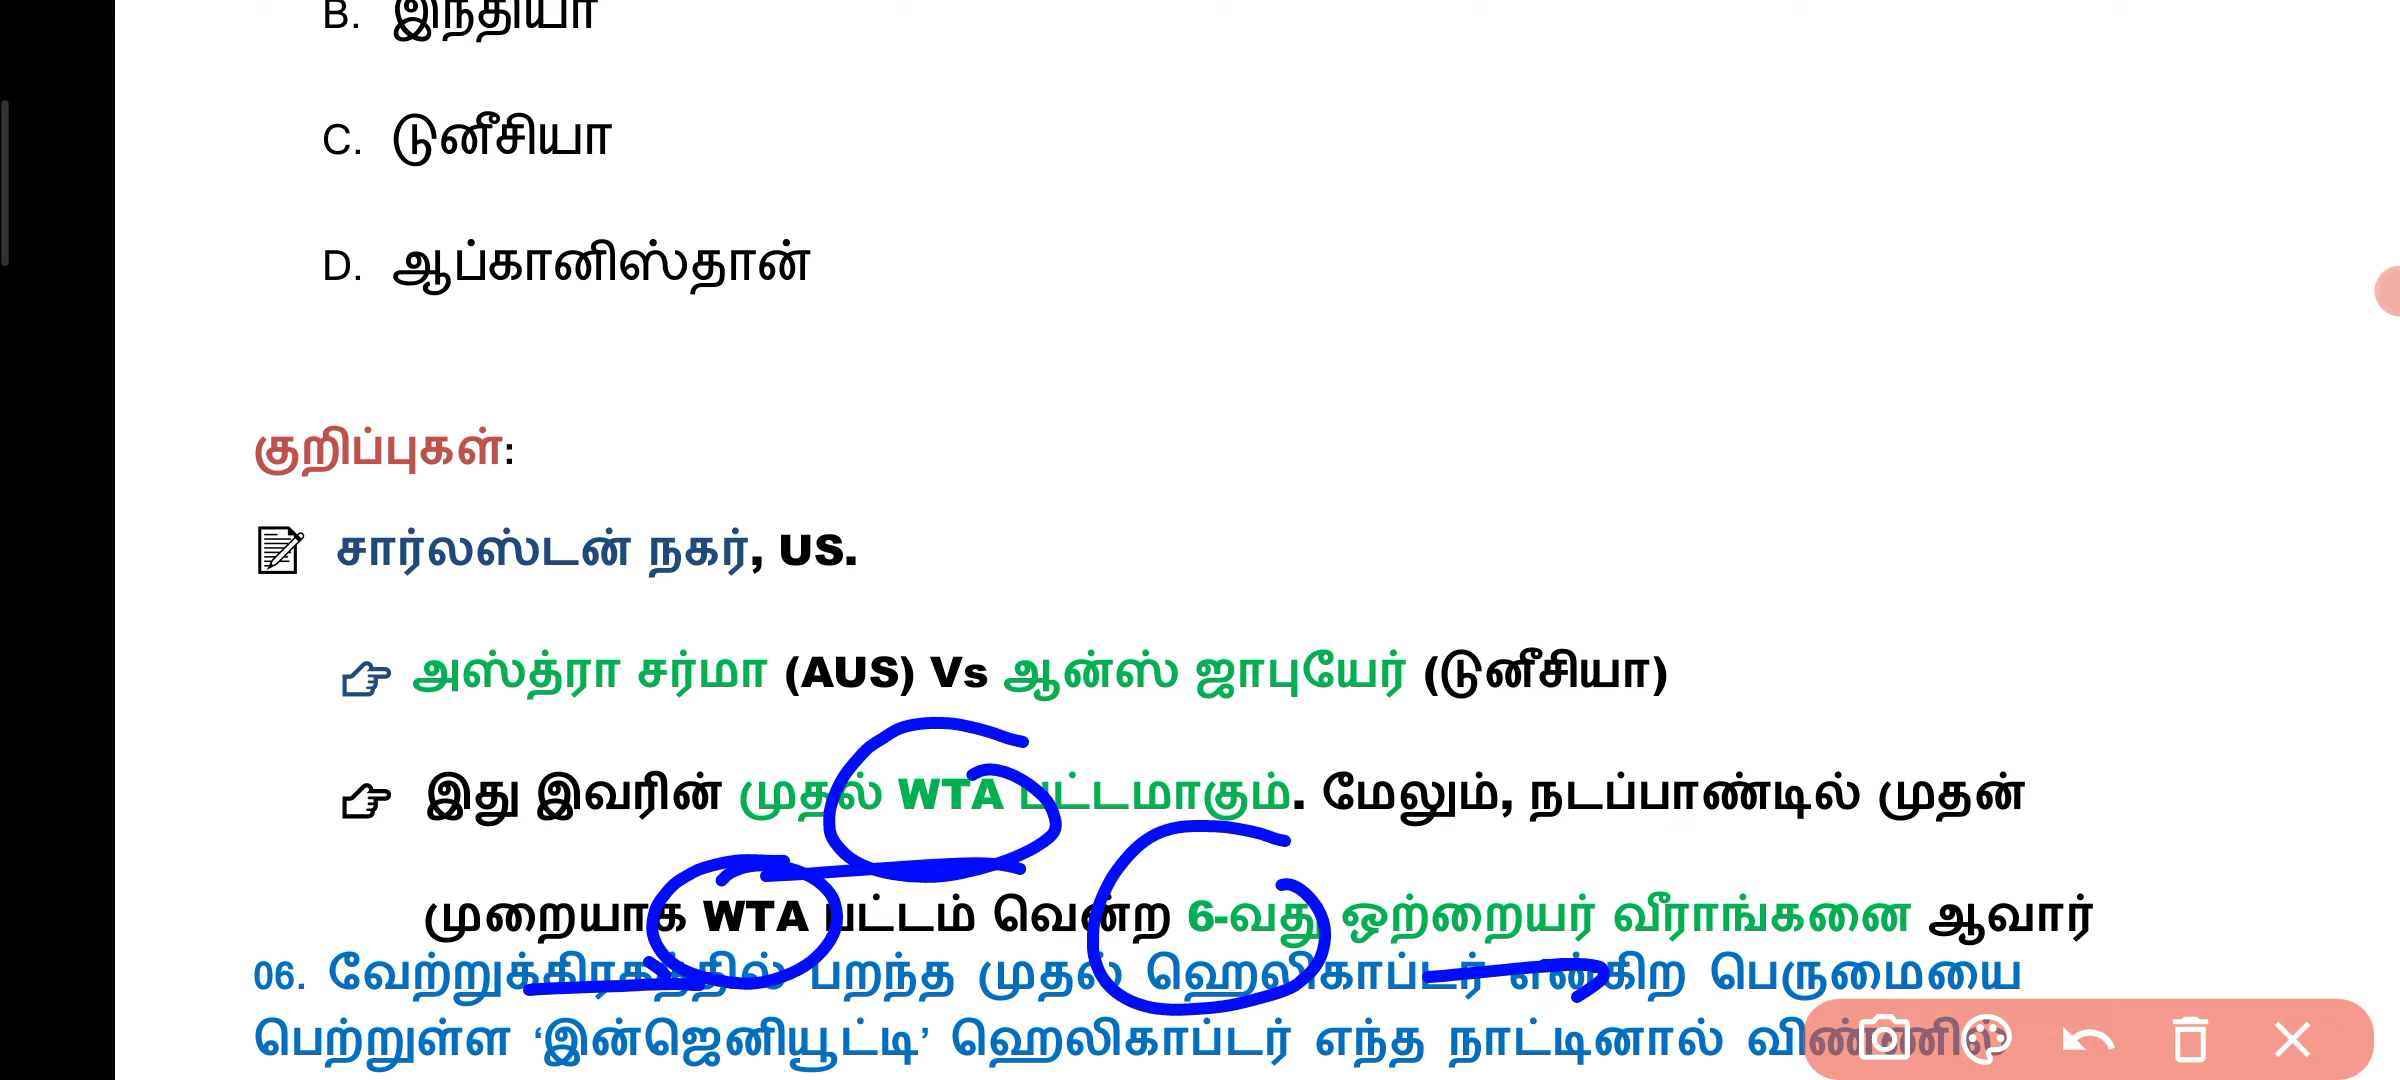 B. இந்தியா
C. டுனீசியா
D. ஆப்கானிஸ்தான்
குறிப்புகள்:
சார்லஸ்டன் நகர், US.
அஸ்த்ரா சர்மா (AUS) Vs ஆன்ஸ் ஜாபுயேர் (டுனீசியா)
இது இவரின் முதல் WTA பட்டமாகும். மேலும், நடப்பாண்டில் முதன்
முறையாக WTA பட்டம் வென்ற 6-வது ஒற்றையர் வீராங்கனை ஆவார்
06. வேற்றுக்கிரகத்தில் பறந்த முதல் ஹெலிகாப்டர் என்கிற பெருமையை
பெற்றுள்ள ‘இன்ஜெனியூட்டி’ ஹெலிகாப்டர் எந்த நாட்டினால் விண்ணில்